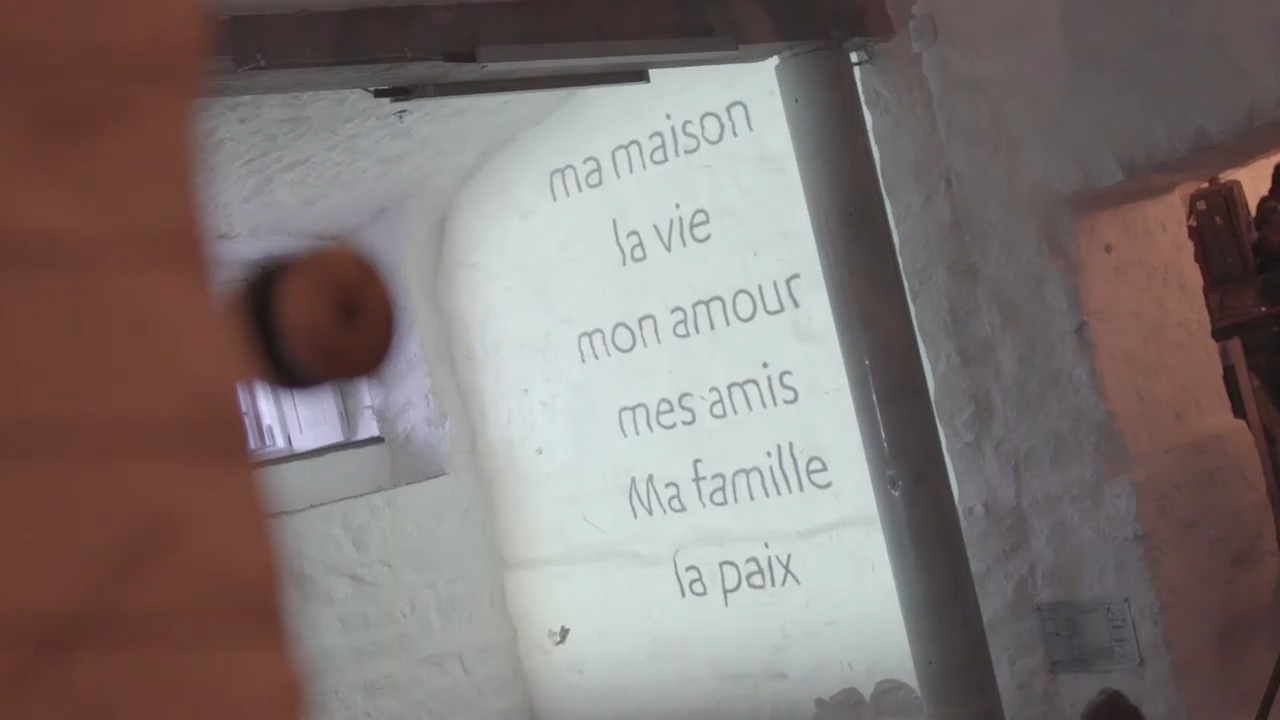 ma maison
la vie
mon amour
mes amis
Ma famille
la paix